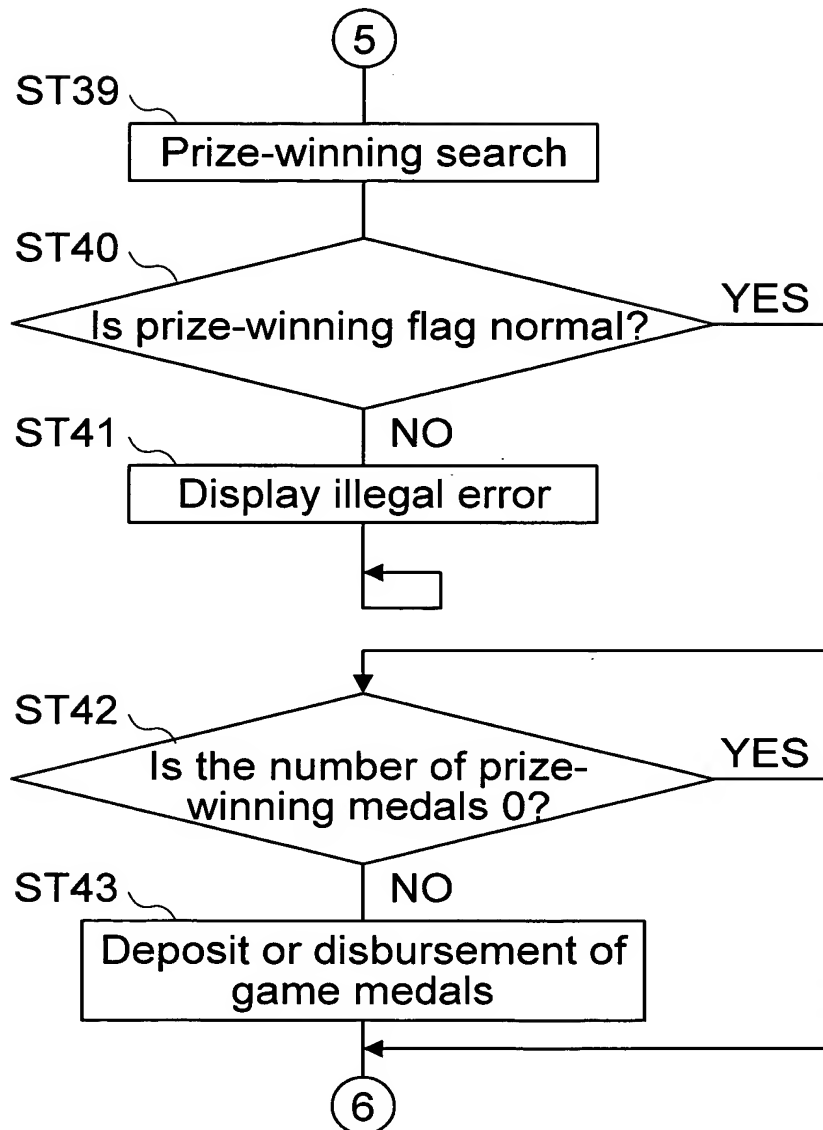 5
ST39
Prize-winning search
ST40
YES
Is prize-winning flag normal?
ST41
NO
Display illegal error
ST42
YES
Is the number of prize-
winning medals 0?
ST43
NO
Deposit or disbursement of
game medals
6